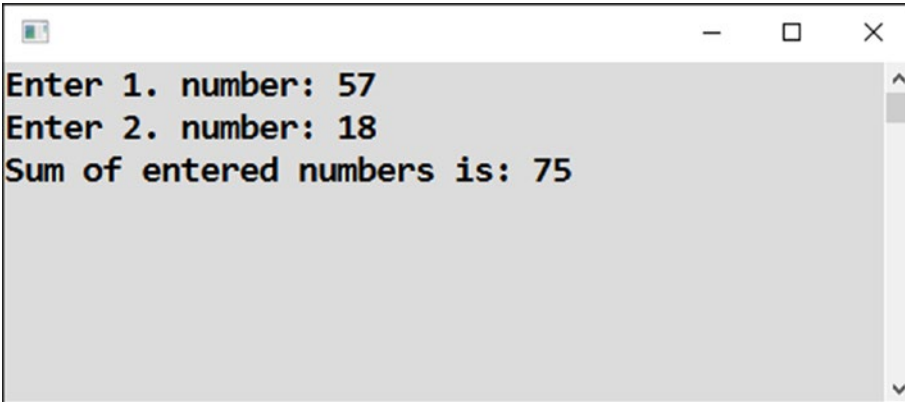 Enter 1. number: 57
Enter 2. number: 18
Sum of entered numbers is: 75